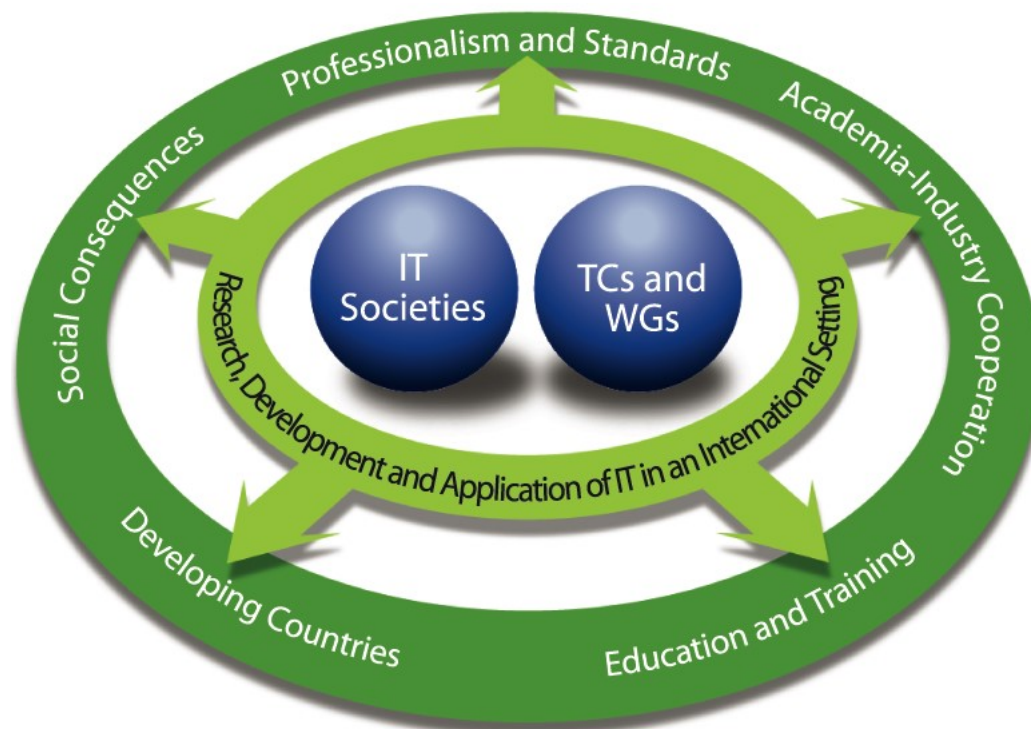 Professionalism and Standards
Academia-Industry Cooperation
Social Consequences
IT
Societies
TCs and
WGs
Research, Development and Application of IT in an International Setting
Developing Countries
Education and Training